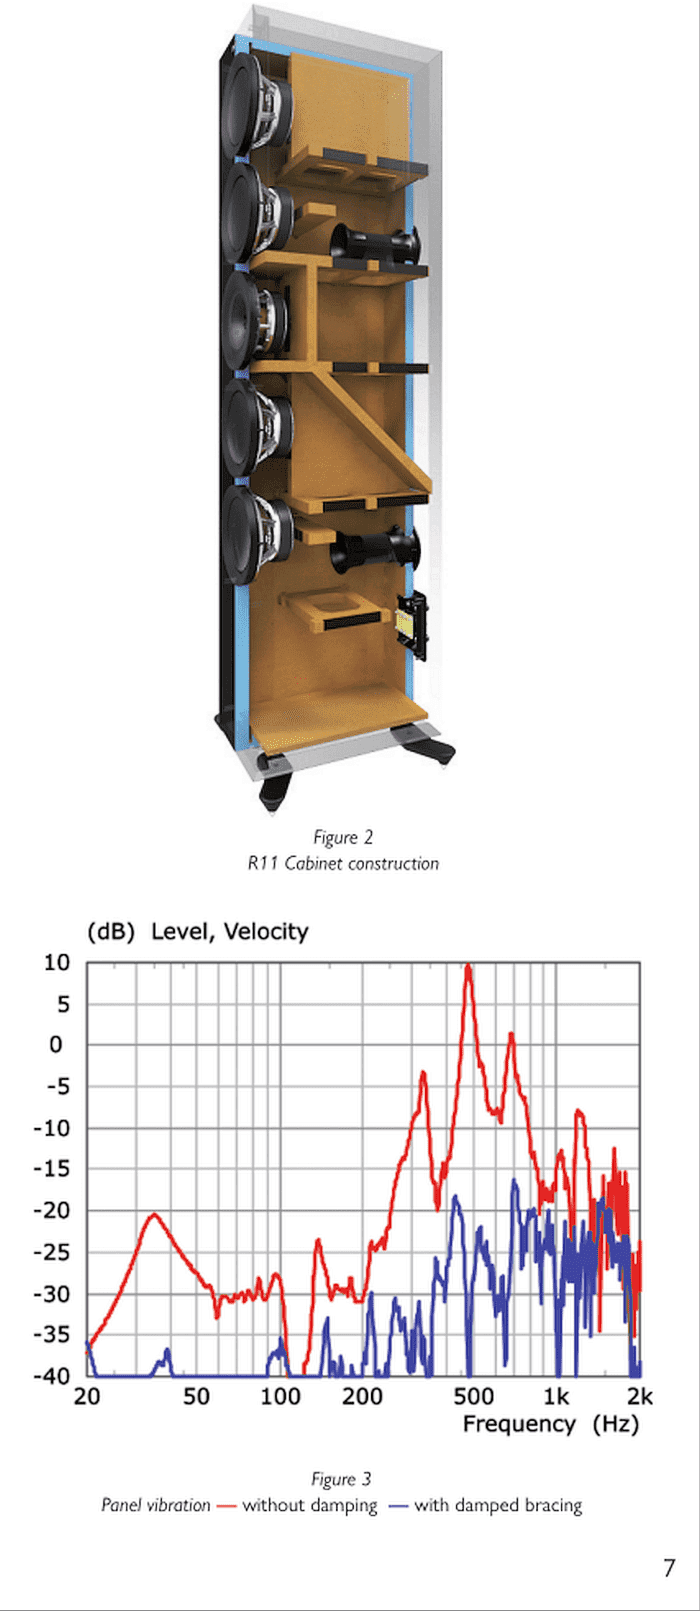 Figure 2
R11 Cabinet construction
(dB) Level, Velocity
10
5
0
-5
-10
-15
-20
-25
-30
-35
-40
20 50 100 200 500 1k 2k
Frequency (Hz)
Figure 3
Panel vibration — without damping — with damped bracing
7